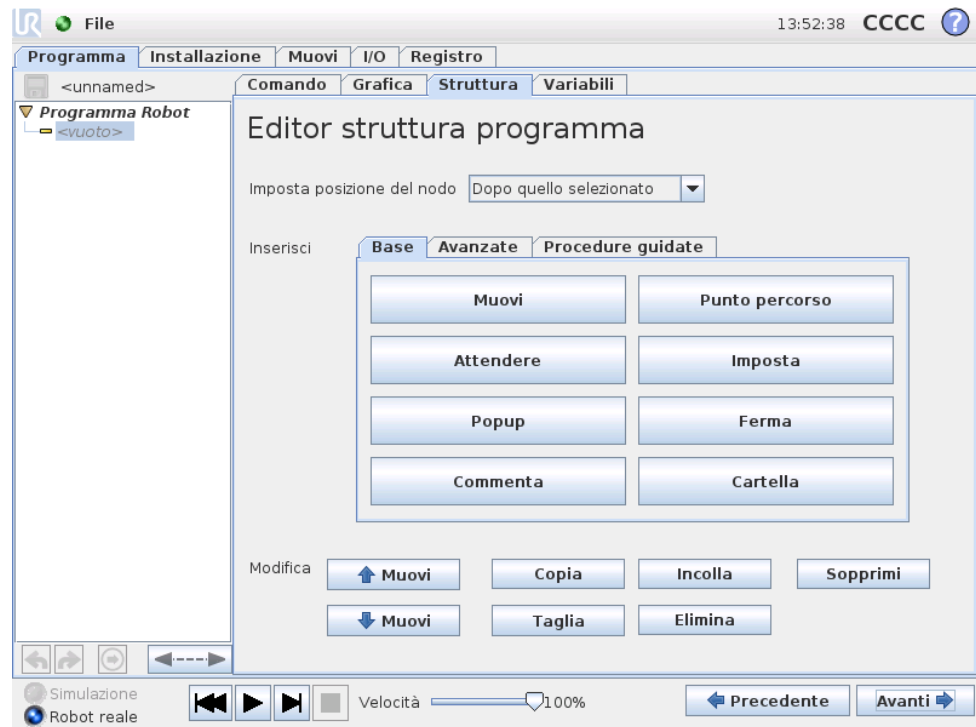 UR File 13:52:38 CCCC ?
Programma Installazione Muovi I/O Registro
<unnamed>
Comando Grafica Struttura Variabili
Programma Robot
<vuoto>
Editor struttura programma
Imposta posizione del nodo Dopo quello selezionato
Inserisci Base Avanzate Procedure guidate
Muovi Punto percorso
Attendere Imposta
Popup Ferma
Commenta Cartella
Modifica Muovi Copia Incolla Sopprimi
Muovi Taglia Elimina
Simulazione
Robot reale
Velocità 100% Precedente Avanti